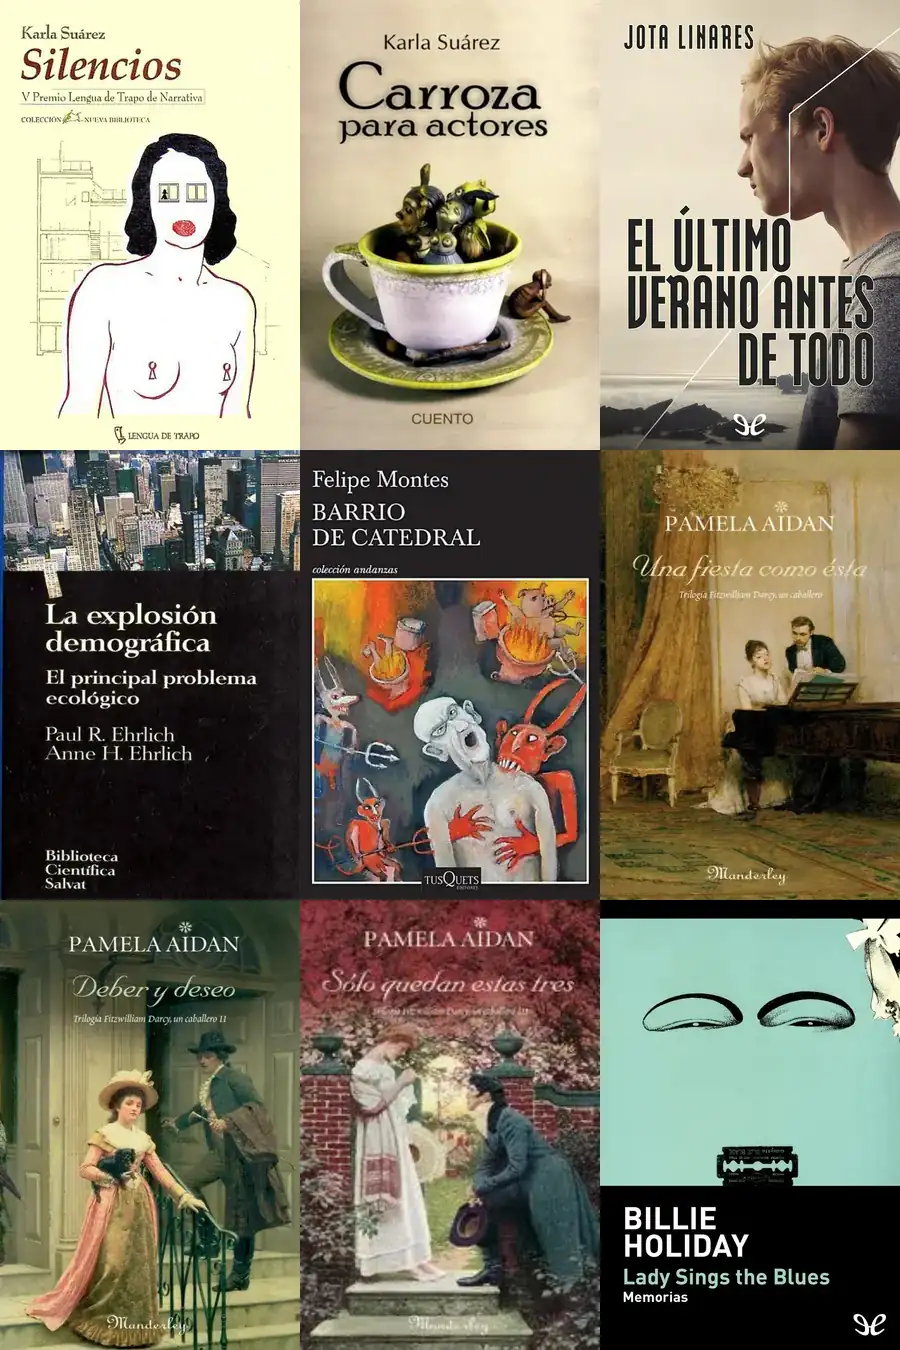 Karla Suárez
Silencios
V Premio Lengua de Trapo de Narrativa
COLECCIÓN NUEVA BIBLIOTECA
LENGUA DE TRAPO
Karla Suárez
Carroza
para actores
CUENTO
JOTA LINARES
EL ÚLTIMO
VERANO ANTES
DE TODO
La explosión
demográfica
El principal problema
ecológico
Paul R. Ehrlich
Anne H. Ehrlich
Biblioteca
Científica
Salvat
Felipe Montes
BARRIO
DE CATEDRAL
colección andanzas
TUSQUETS
EDITORES
PAMELA AIDAN
Una fiesta como ésta
Trilogía Fitzwilliam Darcy, un caballero
Manderley
PAMELA AIDAN
Deber y deseo
Trilogía Fitzwilliam Darcy, un caballero II
Manderley
PAMELA AIDAN
Sólo quedan estas tres
Trilogía Fitzwilliam Darcy, un caballero III
Manderley
BILLIE
HOLIDAY
Lady Sings the Blues
Memorias